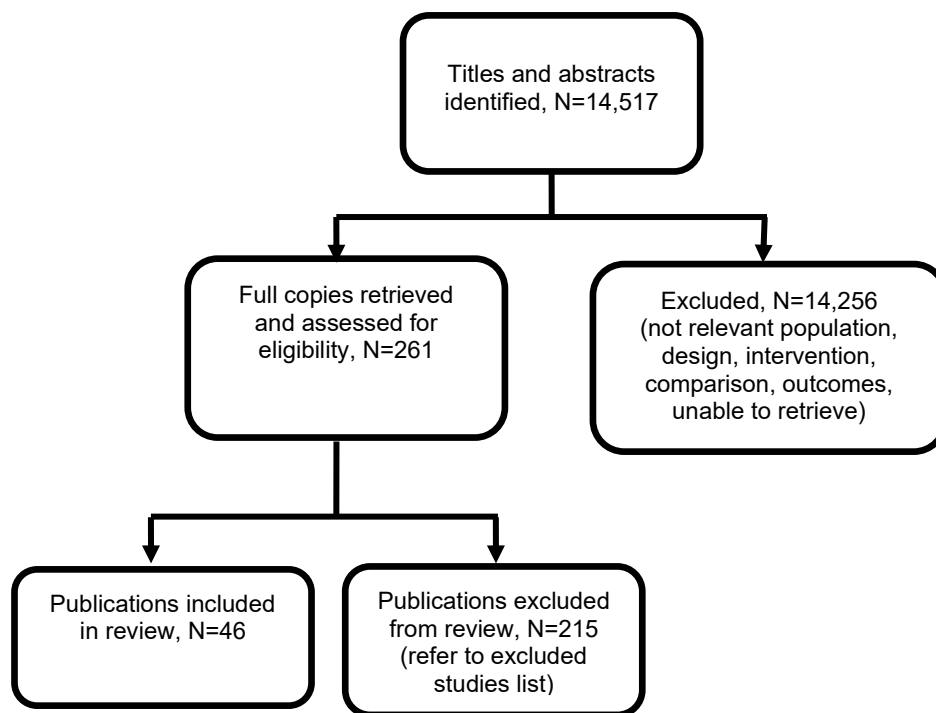 Titles and abstracts
identified, N=14,517
Full copies retrieved
and assessed for
eligibility, N=261
Excluded, N=14,256
(not relevant population,
design, intervention,
comparison, outcomes,
unable to retrieve)
Publications included
in review, N=46
Publications excluded
from review, N=215
(refer to excluded
studies list)